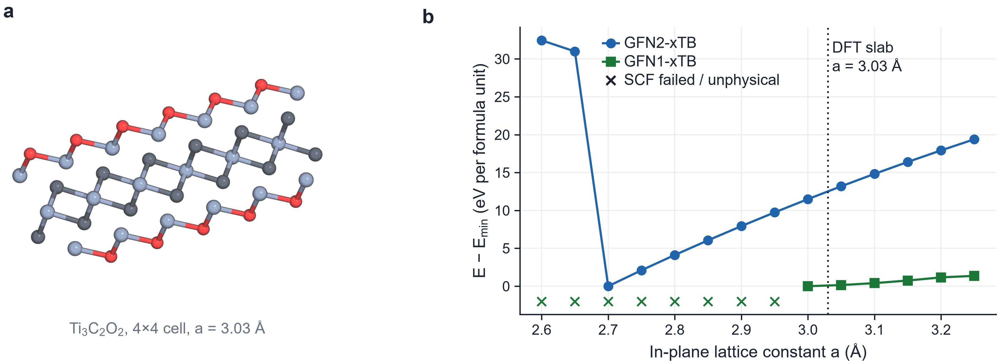 a
Ti₃C₂O₂, 4×4 cell, a = 3.03 Å
b
GFN2-xTB
GFN1-xTB
SCF failed / unphysical
DFT slab
a = 3.03 Å
E − Eₘᵢₙ (eV per formula unit)
30
25
20
15
10
5
0
2.6 2.7 2.8 2.9 3.0 3.1 3.2
In-plane lattice constant a (Å)